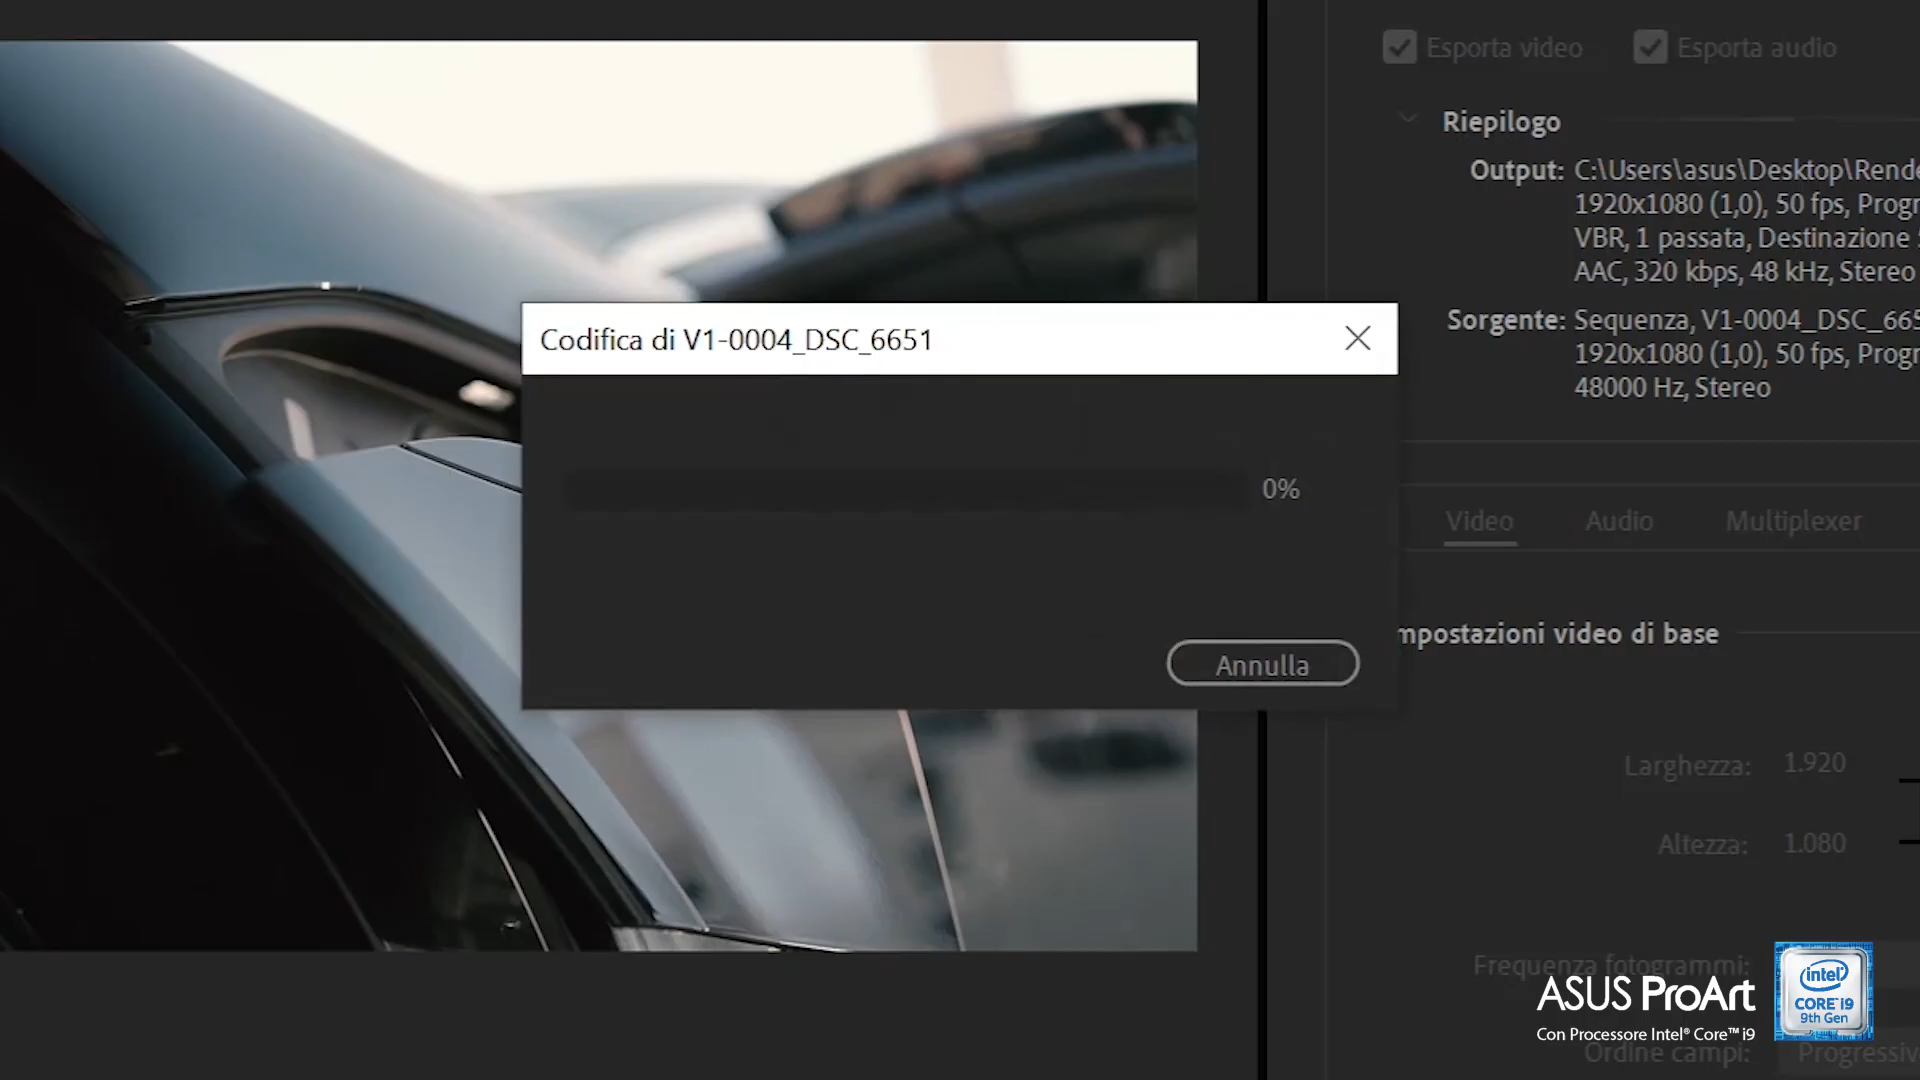 Esporta video
Esporta audio
Riepilogo
Output: C:\Users\asus\Desktop\Rende
1920x1080 (1,0), 50 fps, Progr
VBR, 1 passata, Destinazione
AAC, 320 kbps, 48 kHz, Stereo
Sorgente: Sequenza, V1-0004_DSC_665
1920x1080 (1,0), 50 fps, Progr
48000 Hz, Stereo
Codifica di V1-0004_DSC_6651
0%
Annulla
Video
Audio
Multiplexer
mpostazioni video di base
Larghezza: 1.920
Altezza: 1.080
Frequenza fotogrammi:
Ordine campi: Progressiv
ASUS ProArt
Con Processore Intel® Core™ i9
intel®
CORE™ i9
9th Gen